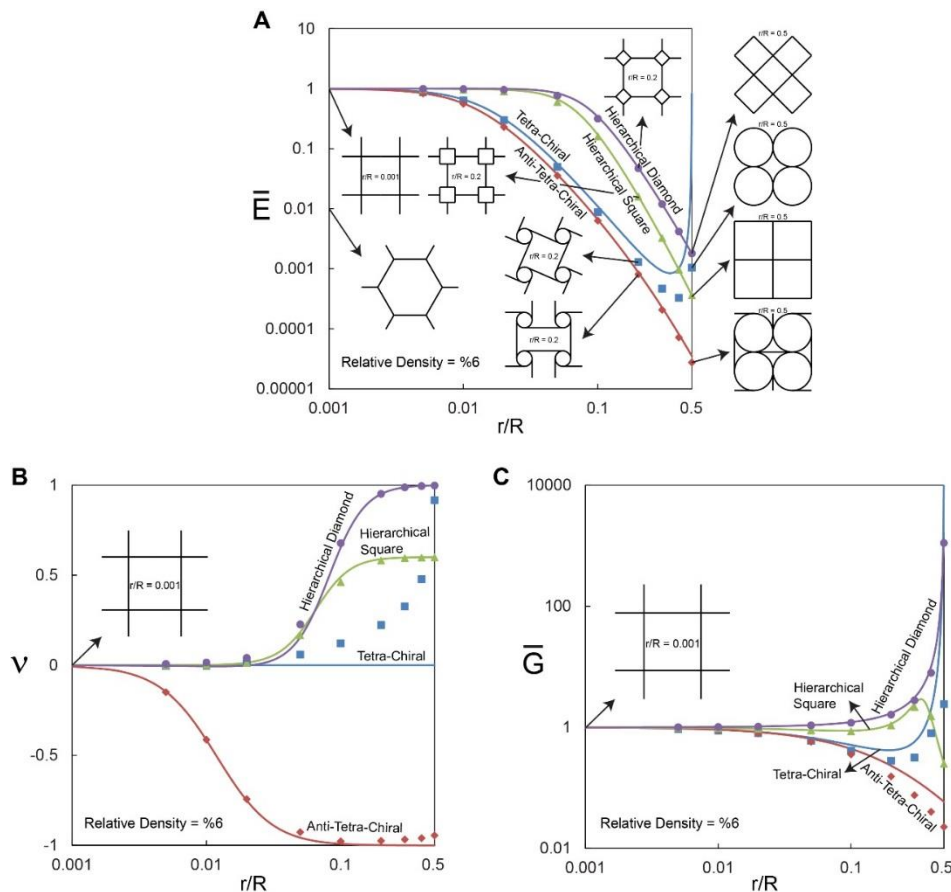 A
10
1
0.1
0.01
0.001
0.0001
0.00001
E
0.001
0.01
0.1
0.5
r/R
r/R = 0.001
r/R = 0.2
r/R = 0.2
r/R = 0.2
r/R = 0.2
r/R = 0.5
r/R = 0.5
r/R = 0.5
r/R = 0.5
Tetra-Chiral
Anti-Tetra-Chiral
Hierarchical Square
Hierarchical Diamond
Relative Density = %6
B
1
0.5
0
-0.5
-1
ν
0.001
0.01
0.1
0.5
r/R
r/R = 0.001
Hierarchical Diamond
Hierarchical
Square
Tetra-Chiral
Anti-Tetra-Chiral
Relative Density = %6
C
10000
100
1
0.01
G
0.001
0.01
0.1
0.5
r/R
r/R = 0.001
Hierarchical Diamond
Hierarchical
Square
Tetra-Chiral
Anti-Tetra-Chiral
Relative Density = %6